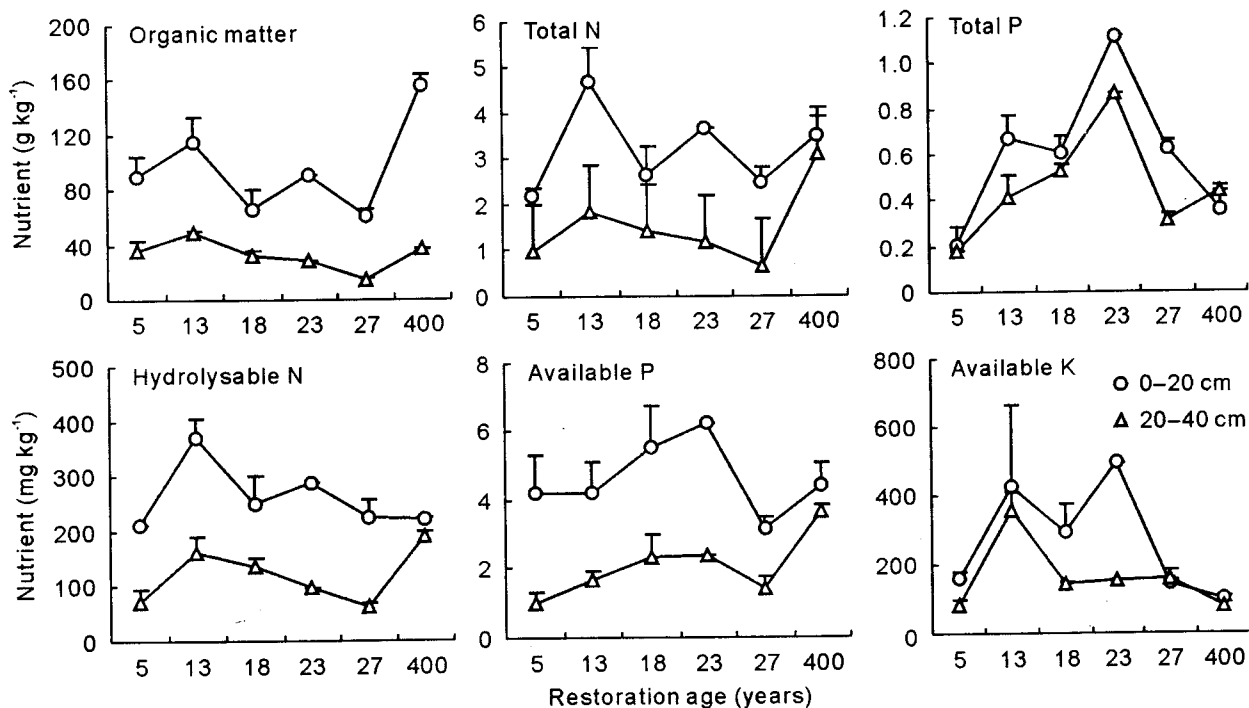 Nutrient (g kg-1)
Organic matter
200
160
120
80
40
0
5 13 18 23 27 400
Total N
6
5
4
3
2
1
0
5 13 18 23 27 400
Total P
1.2
1.0
0.8
0.6
0.4
0.2
0
5 13 18 23 27 400
Nutrient (mg kg-1)
Hydrolysable N
500
400
300
200
100
0
5 13 18 23 27 400
Available P
8
6
4
2
0
5 13 18 23 27 400
Available K
800
600
400
200
0
0–20 cm
20–40 cm
5 13 18 23 27 400
Restoration age (years)